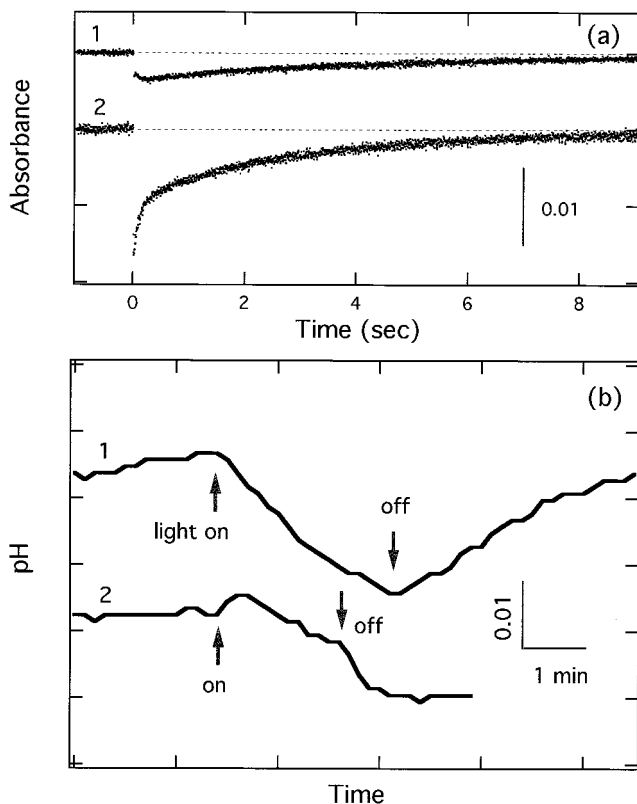 (a)
1
2
Absorbance
0.01
0 2 4 6 8
Time (sec)
(b)
1
light on
off
pH
2
on
off
0.01
1 min
Time